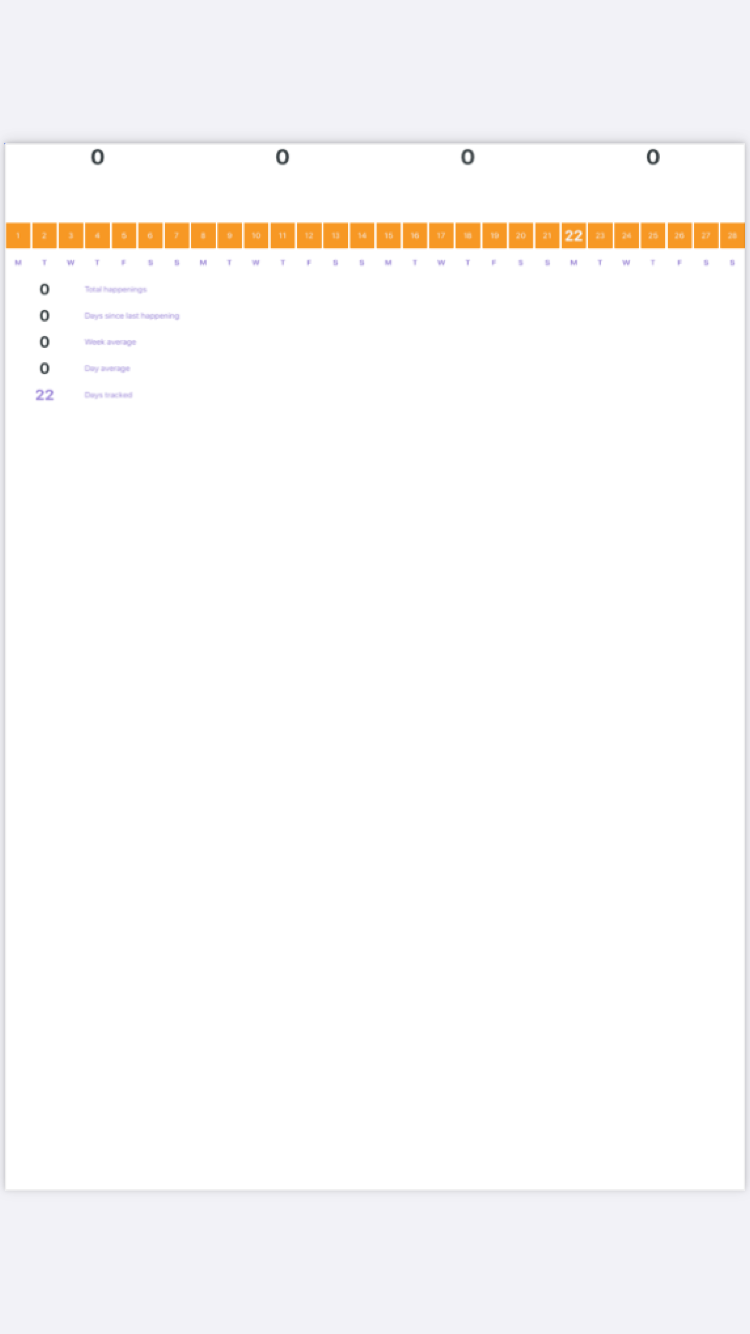 0 0 0 0
1 2 3 4 5 6 7 8 9 10 11 12 13 14 15 16 17 18 19 20 21 22 23 24 25 26 27 28
M T W T F S S M T W T F S S M T W T F S S M T W T F S S
0 Total happenings
0 Days since last happening
0 Week average
0 Day average
22 Days tracked